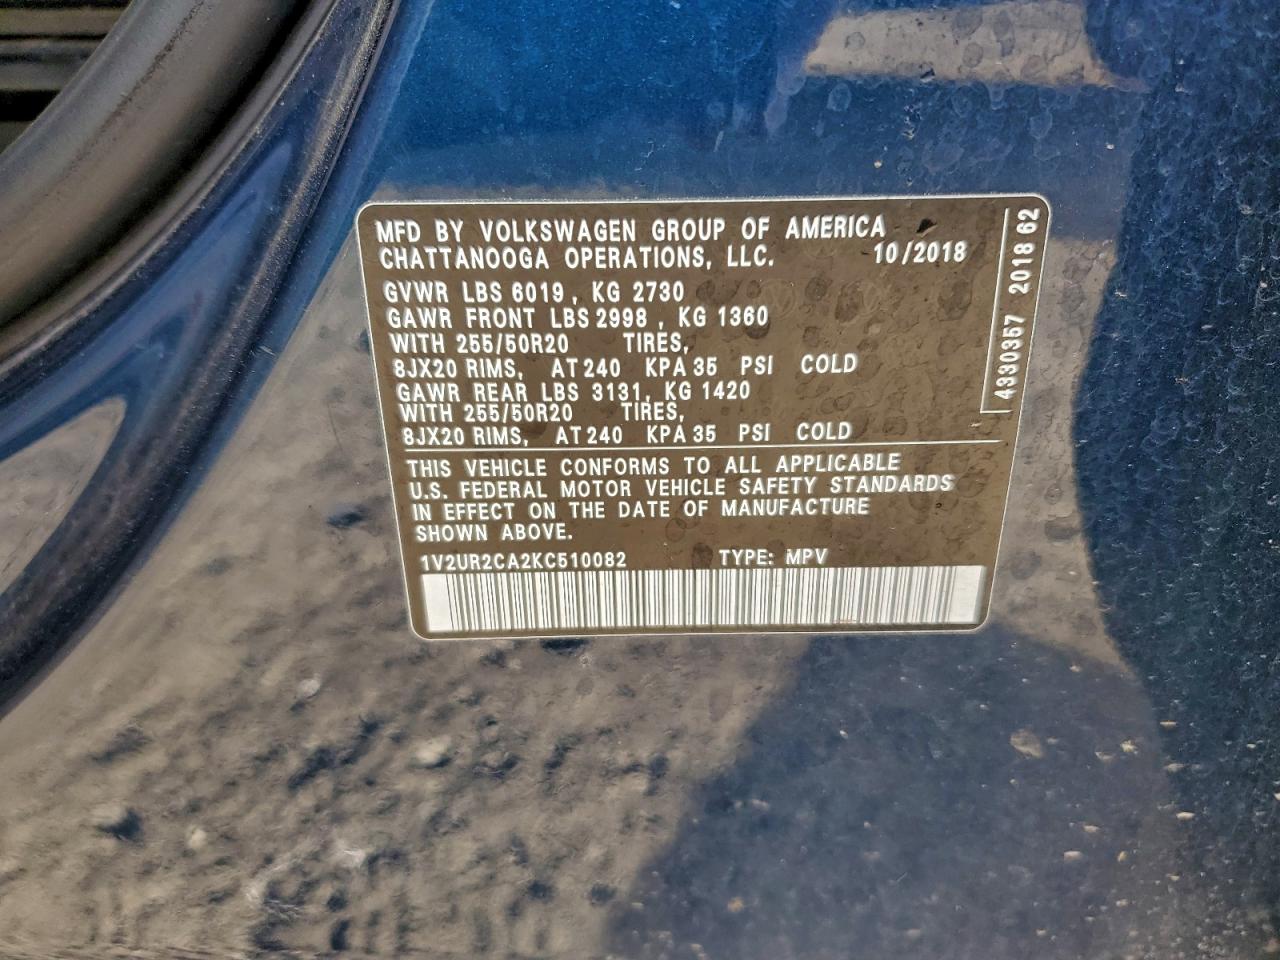 MFD BY VOLKSWAGEN GROUP OF AMERICA
CHATTANOOGA OPERATIONS, LLC. 10/2018
GVWR LBS 6019, KG 2730
GAWR FRONT LBS 2998, KG 1360
WITH 255/50R20 TIRES,
8JX20 RIMS, AT 240 KPA 35 PSI COLD
GAWR REAR LBS 3131, KG 1420
WITH 255/50R20 TIRES,
8JX20 RIMS, AT 240 KPA 35 PSI COLD
THIS VEHICLE CONFORMS TO ALL APPLICABLE
U.S. FEDERAL MOTOR VEHICLE SAFETY STANDARDS
IN EFFECT ON THE DATE OF MANUFACTURE
SHOWN ABOVE.
1V2UR2CA2KC510082 TYPE: MPV
4330357 2018 62